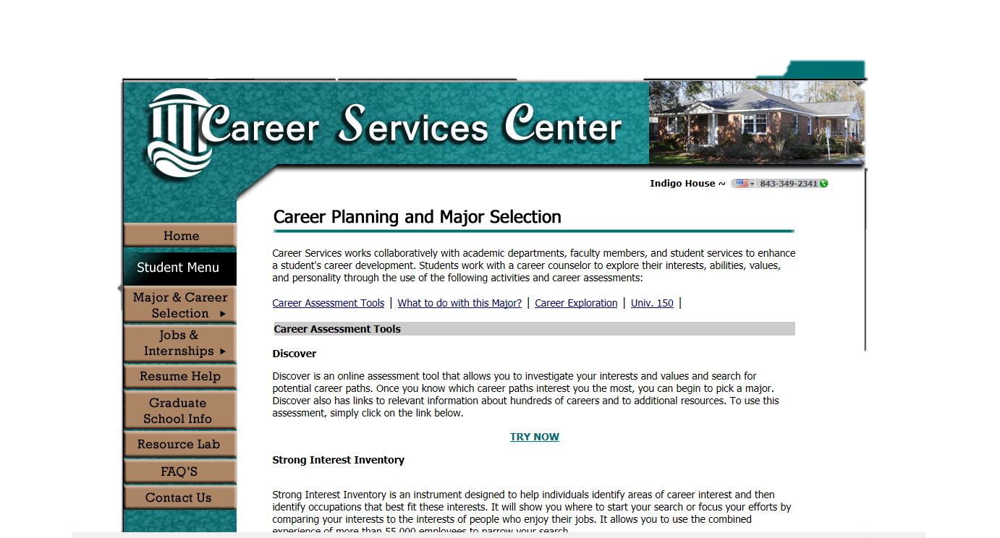 Career Services Center
Indigo House ~ 843-349-2341
Career Planning and Major Selection
Home
Student Menu
Major & Career
Selection
Jobs &
Internships
Resume Help
Graduate
School Info
Resource Lab
FAQ'S
Contact Us
Career Services works collaboratively with academic departments, faculty members, and student services to enhance
a student's career development. Students work with a career counselor to explore their interests, abilities, values,
and personality through the use of the following activities and career assessments:
Career Assessment Tools | What to do with this Major? | Career Exploration | Univ. 150 |
Career Assessment Tools
Discover
Discover is an online assessment tool that allows you to investigate your interests and values and search for
potential career paths. Once you know which career paths interest you the most, you can begin to pick a major.
Discover also has links to relevant information about hundreds of careers and to additional resources. To use this
assessment, simply click on the link below.
TRY NOW
Strong Interest Inventory
Strong Interest Inventory is an instrument designed to help individuals identify areas of career interest and then
identify occupations that best fit these interests. It will show you where to start your search or focus your efforts by
comparing your interests to the interests of people who enjoy their jobs. It allows you to use the combined
experience of more than 55,000 employees to narrow your search.